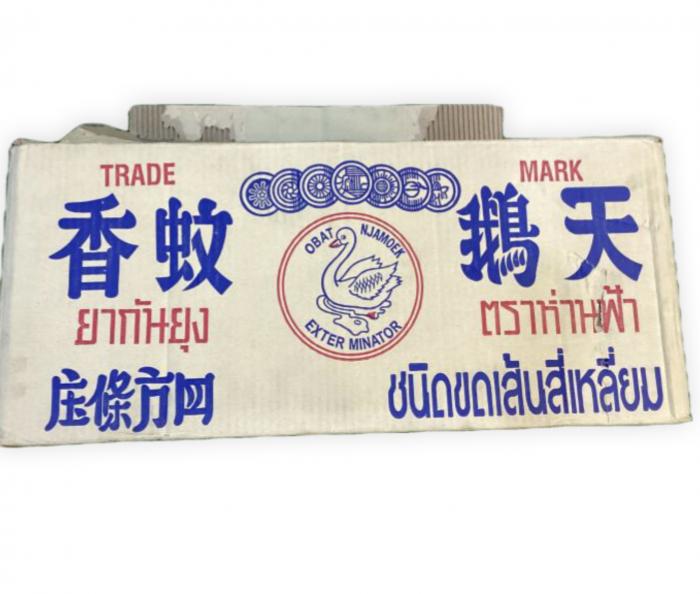 TRADE MARK
天鵝
蚊香
OBAT NJAMOEK
EXTER MINATOR
ยากันยุง
ตราห่านฟ้า
四方條庄
ชนิดขดเส้นสี่เหลี่ยม